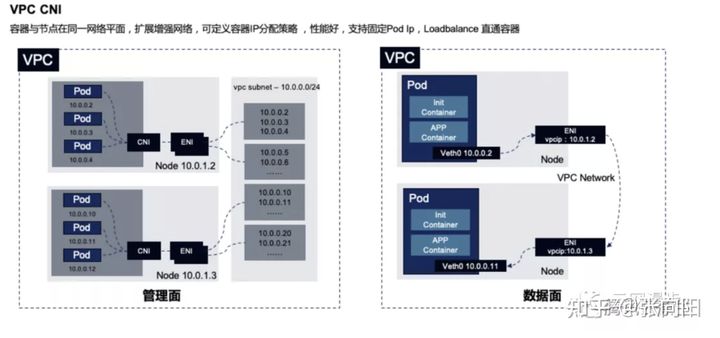 VPC CNI
容器与节点在同一网络平面，扩展增强网络，可定义容器IP分配策略 ，性能好，支持固定Pod Ip，Loadbalance 直通容器
VPC
Pod
10.0.0.2
Pod
10.0.0.3
Pod
10.0.0.4
CNI
ENI
Node 10.0.1.2
Pod
10.0.0.10
Pod
10.0.0.11
Pod
10.0.0.12
CNI
ENI
Node 10.0.1.3
vpc subnet – 10.0.0.0/24
10.0.0.2
10.0.0.3
10.0.0.4
10.0.0.5
10.0.0.6
......
10.0.0.10
10.0.0.11
......
10.0.0.20
10.0.0.21
......
管理面
VPC
Pod
Init
Container
APP
Container
Veth0 10.0.0.2
ENI
vpcip：10.0.1.2
Node
VPC Network
Pod
Init
Container
APP
Container
Veth0 10.0.0.11
ENI
vpcip:10.0.1.3
Node
数据面
知乎 @张向阳